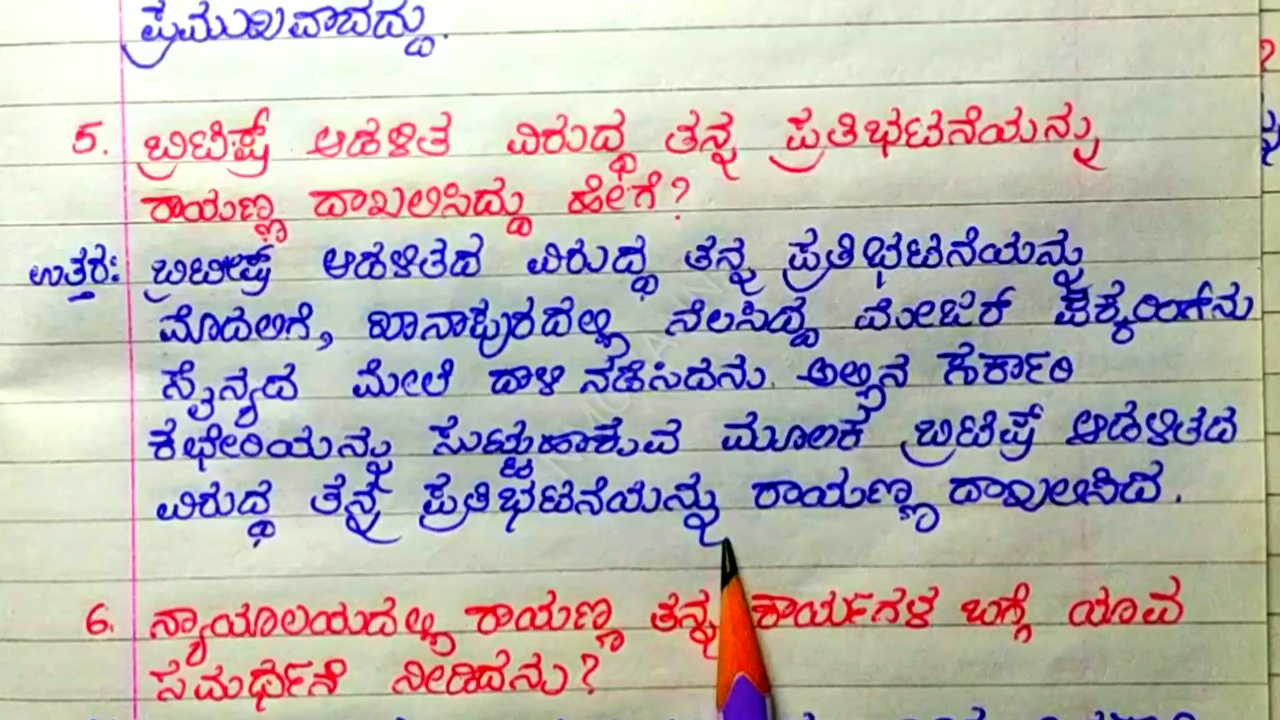 ಪ್ರಮುಖವಾದದ್ದು.
5. ಬ್ರಿಟಿಷ್ ಆಡಳಿತ ವಿರುದ್ಧ ತನ್ನ ಪ್ರತಿಭಟನೆಯನ್ನು
ರಾಯಣ್ಣ ದಾಖಲಿಸಿದ್ದು ಹೇಗೆ?
ಉತ್ತರ: ಬ್ರಿಟೀಷ್ ಆಡಳಿತದ ವಿರುದ್ಧ ತನ್ನ ಪ್ರತಿಭಟನೆಯನ್ನು
ಮೊದಲಿಗೆ, ಖಾನಾಪುರದಲ್ಲಿ ನೆಲಸಿದ್ದ ಮೇಜರ್ ಪಿಕ್ಕೆರಿಂಗ್‌ನು
ಸೈನ್ಯದ ಮೇಲೆ ದಾಳಿ ನಡೆಸಿದನು. ಅಲ್ಲಿನ ಸರ್ಕಾರಿ
ಕಛೇರಿಯನ್ನು ಸುಟ್ಟುಹಾಕುವ ಮೂಲಕ ಬ್ರಿಟಿಷ್ ಆಡಳಿತದ
ವಿರುದ್ಧ ತನ್ನ ಪ್ರತಿಭಟನೆಯನ್ನು ರಾಯಣ್ಣ ದಾಖಲಿಸಿದ.
6. ನ್ಯಾಯಾಲಯದಲ್ಲಿ ರಾಯಣ್ಣ ತನ್ನ ಕಾರ್ಯಗಳ ಬಗ್ಗೆ ಯಾವ
ಸಮರ್ಥನೆ ನೀಡಿದನು?